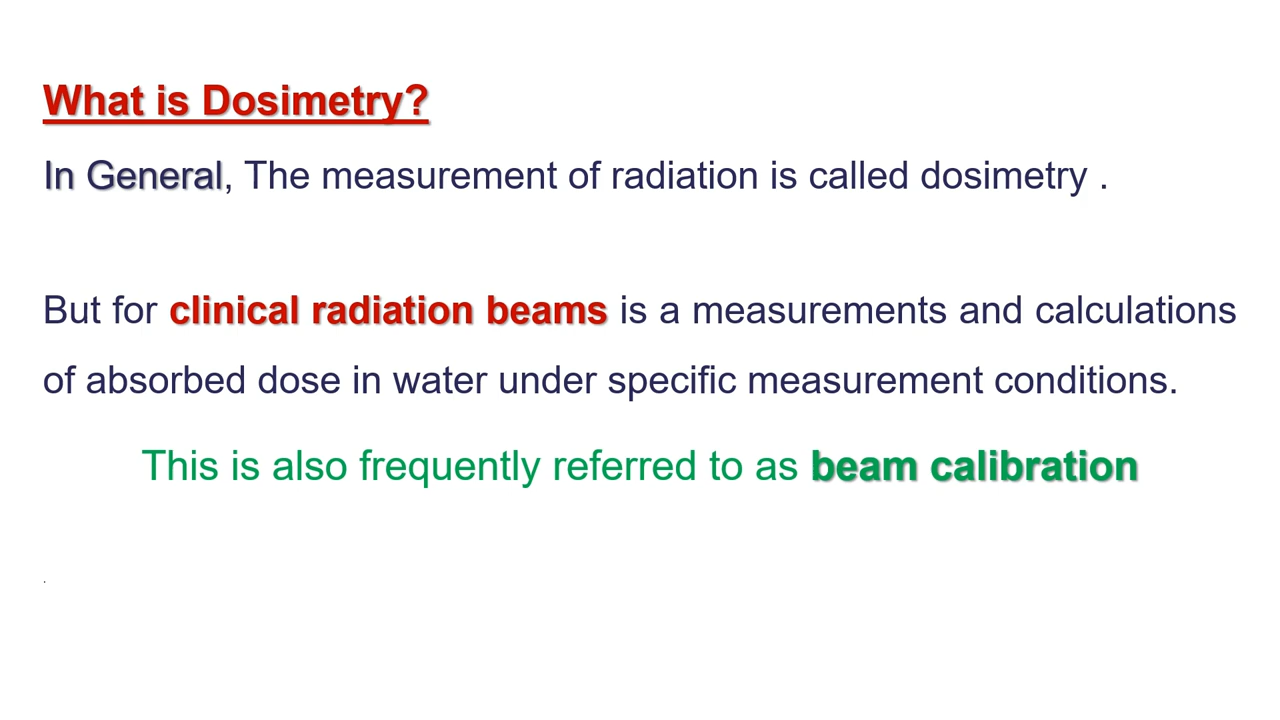 What is Dosimetry?
In General, The measurement of radiation is called dosimetry .
But for clinical radiation beams is a measurements and calculations
of absorbed dose in water under specific measurement conditions.
This is also frequently referred to as beam calibration
.